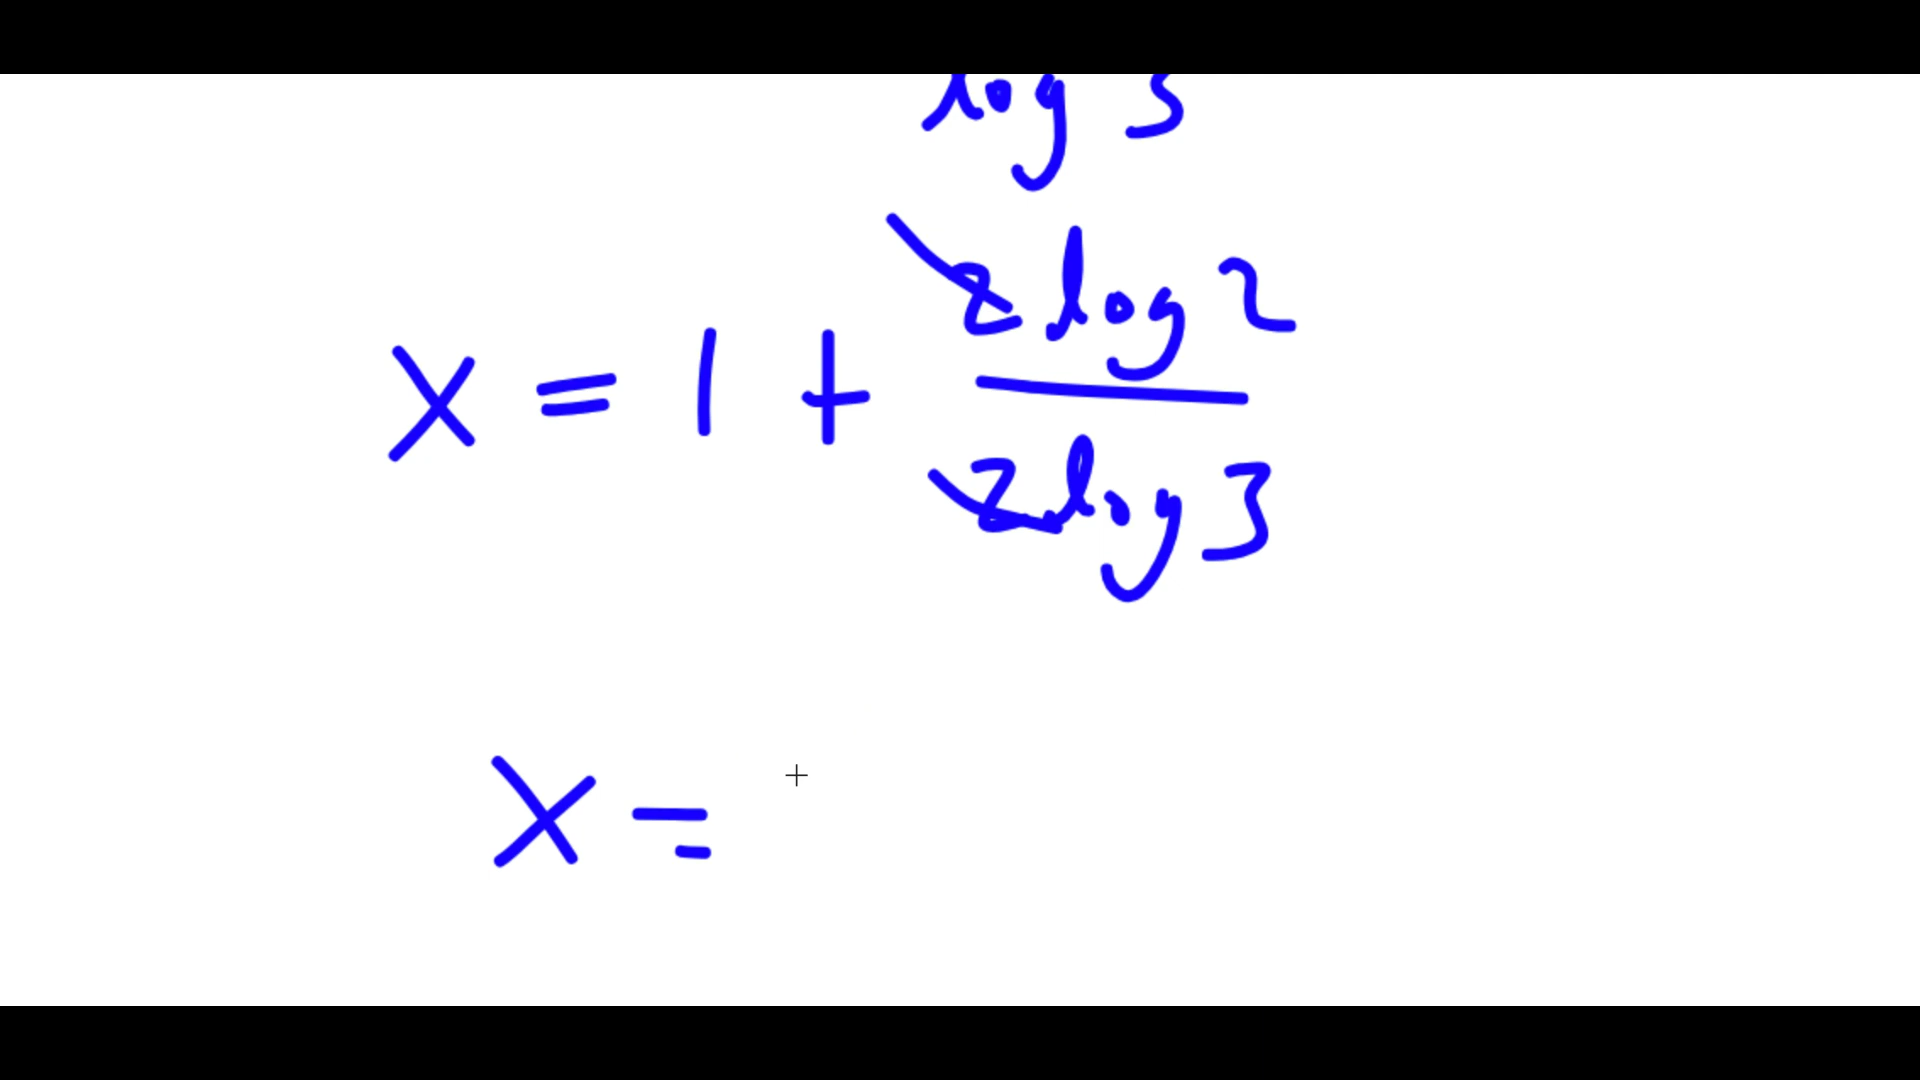 log 3
2 log 2
x = 1 +
2 log 3
x =